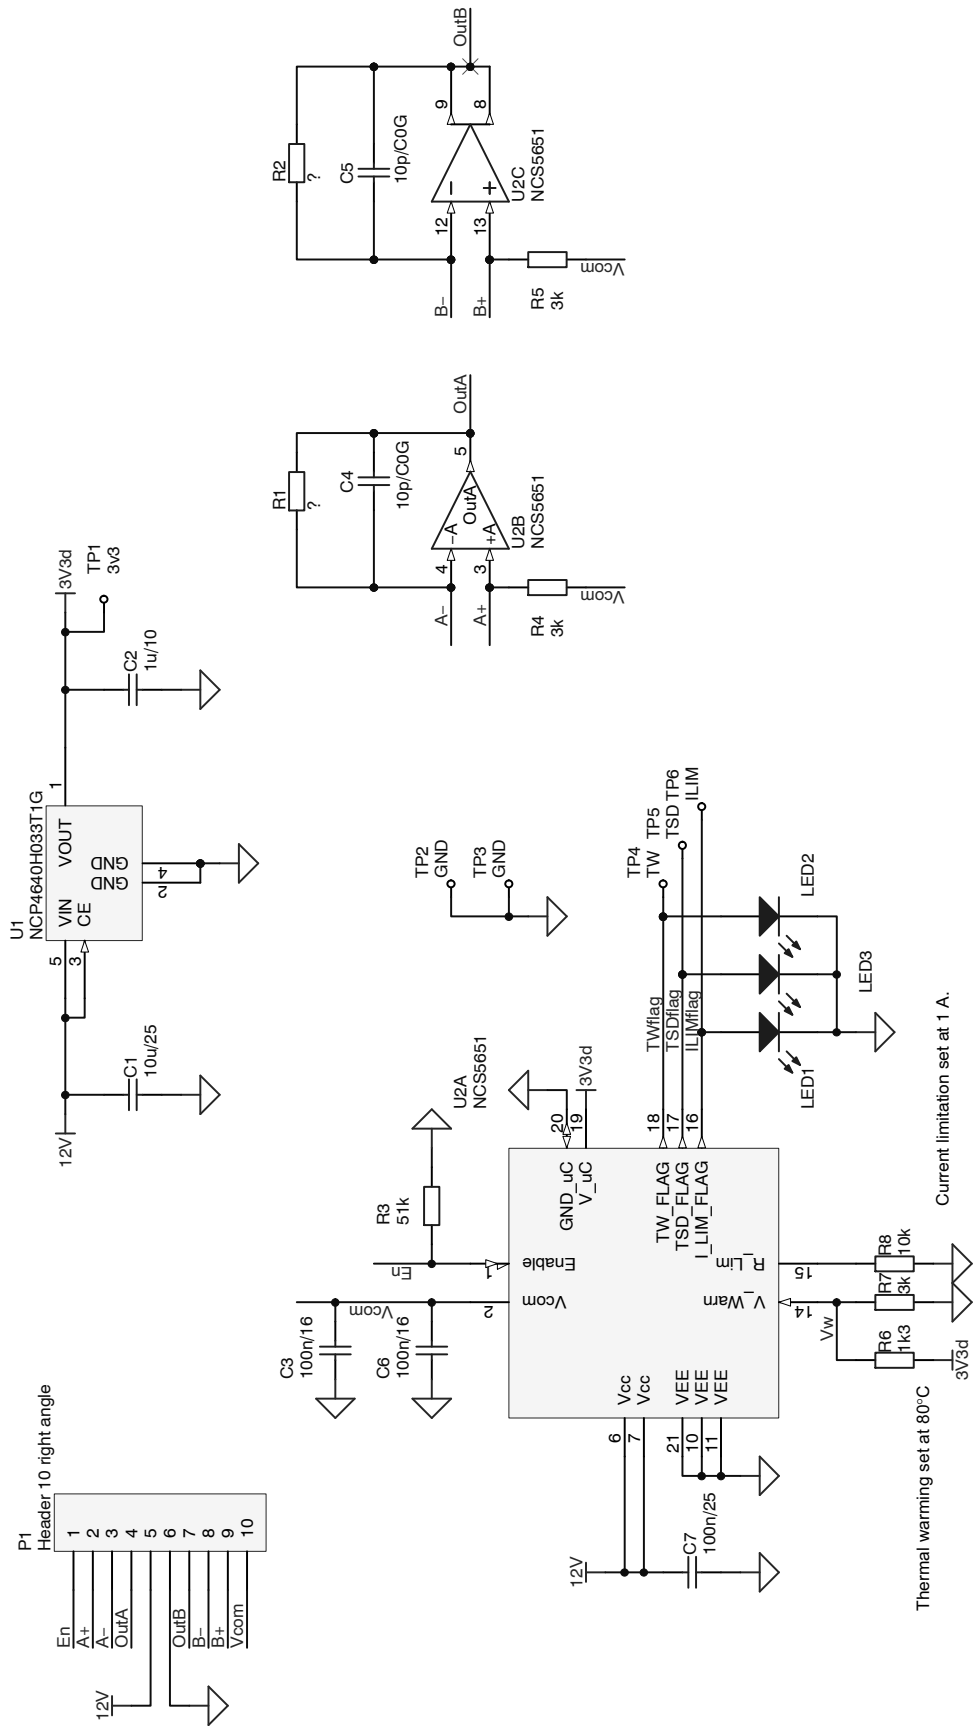 P1
Header 10 right angle
En
1
A+
2
A-
3
OutA
4
5
6
OutB
7
B-
8
B+
9
Vcom
10
12V
12V
C1
10u/25
U1
NCP4640H033T1G
5
VIN
VOUT
1
3
CE
GND
GND
2
4
C2
1u/10
3V3d
TP1
3v3
C3
100n/16
C6
100n/16
Vcom
En
R3
51k
U2A
NCS5651
2
1
Vcom
Enable
GND_uC
20
V_uC
19
3V3d
6
Vcc
7
Vcc
21
VEE
10
VEE
11
VEE
TW_FLAG
18
TSD_FLAG
17
I_LIM_FLAG
16
V_Warn
R_Lim
14
15
12V
C7
100n/25
Vw
R6
1k3
R7
3k
R8
10k
3V3d
TWflag
TSDflag
ILIMflag
TP4
TW
TP5
TSD
TP6
ILIM
LED1
LED2
LED3
TP2
GND
TP3
GND
Thermal warming set at 80°C
Current limitation set at 1 A.
R1
?
C4
10p/C0G
A-
4
-A
OutA
5
OutA
A+
3
+A
U2B
NCS5651
R4
3k
Vcom
R2
?
C5
10p/C0G
B-
12
-
9
OutB
B+
13
+
8
U2C
NCS5651
R5
3k
Vcom